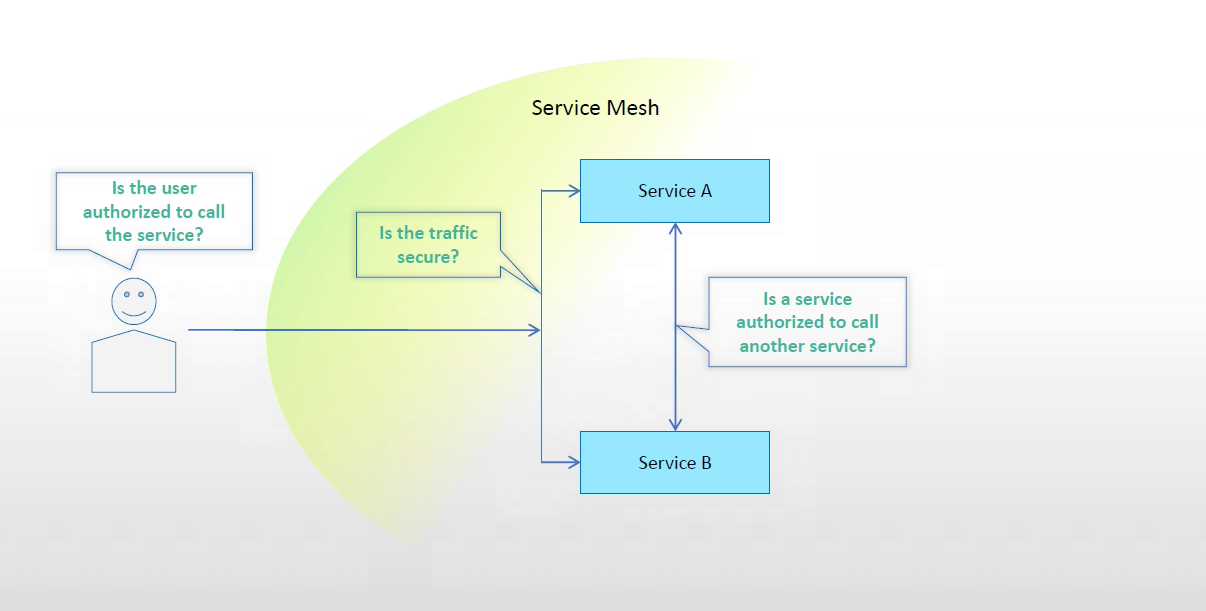 Service Mesh
Is the user
authorized to call
the service?
Service A
Is the traffic
secure?
Is a service
authorized to call
another service?
Service B